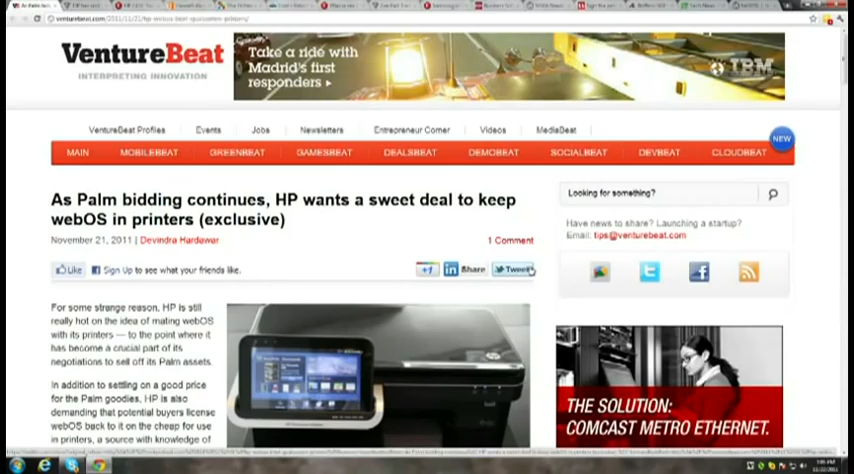 venturebeat.com/2011/11/21/hp-
VentureBeat
INTERPRETING INNOVATION
Take a ride with
Madrid's first
responders ▸
IBM
VentureBeat Profiles
Events
Jobs
Newsletters
Entrepreneur Corner
Videos
MediaBeat
NEW
MAIN
MOBILEBEAT
GREENBEAT
GAMESBEAT
DEALSBEAT
DEMOBEAT
SOCIALBEAT
DEVBEAT
CLOUDBEAT
As Palm bidding continues, HP wants a sweet deal to keep
webOS in printers (exclusive)
November 21, 2011 | Devindra Hardawar
1 Comment
Like
Sign Up to see what your friends like.
+1
in Share
Tweet
For some strange reason, HP is still
really hot on the idea of mating webOS
with its printers — to the point where it
has become a crucial part of its
negotiations to sell off its Palm assets.
In addition to settling on a good price
for the Palm goodies, HP is also
demanding that potential buyers license
webOS back to it on the cheap for use
in printers, a source with knowledge of
Looking for something?
Have news to share? Launching a startup?
Email: tips@venturebeat.com
THE SOLUTION:
COMCAST METRO ETHERNET.